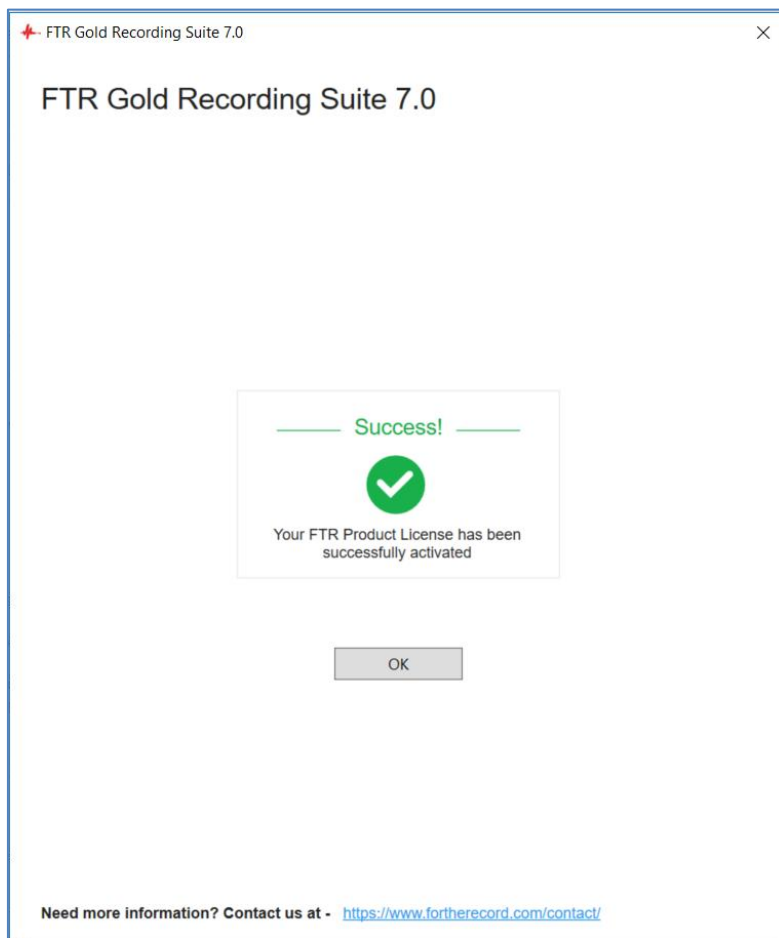 FTR Gold Recording Suite 7.0
FTR Gold Recording Suite 7.0
Success!
Your FTR Product License has been
successfully activated
OK
Need more information? Contact us at - https://www.fortherecord.com/contact/